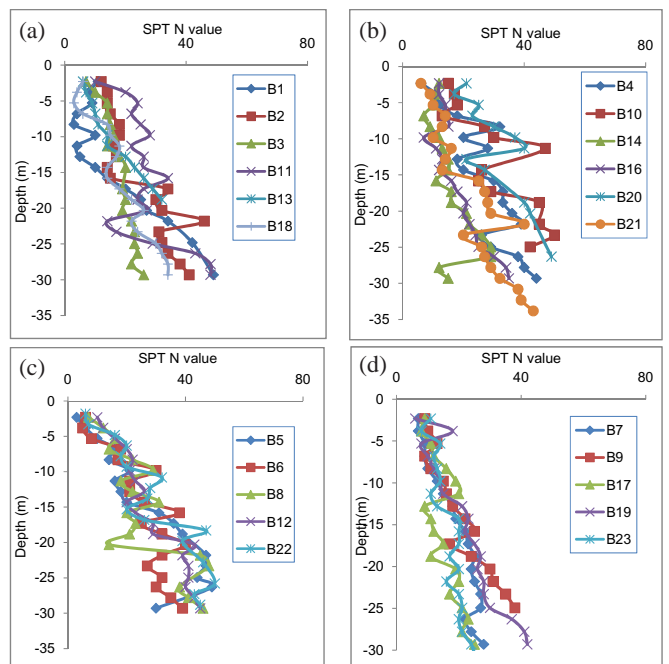 (a)
SPT N value
0 40 80
0
-5
-10
-15
-20
-25
-30
-35
Depth (m)
B1
B2
B3
B11
B13
B18
(b)
SPT N value
0 40 80
0
-5
-10
-15
-20
-25
-30
-35
Depth (m)
B4
B10
B14
B16
B20
B21
(c)
SPT N value
0 40 80
0
-5
-10
-15
-20
-25
-30
-35
Depth (m)
B5
B6
B8
B12
B22
(d)
SPT N value
0 40 80
0
-5
-10
-15
-20
-25
-30
Depth(m)
B7
B9
B17
B19
B23